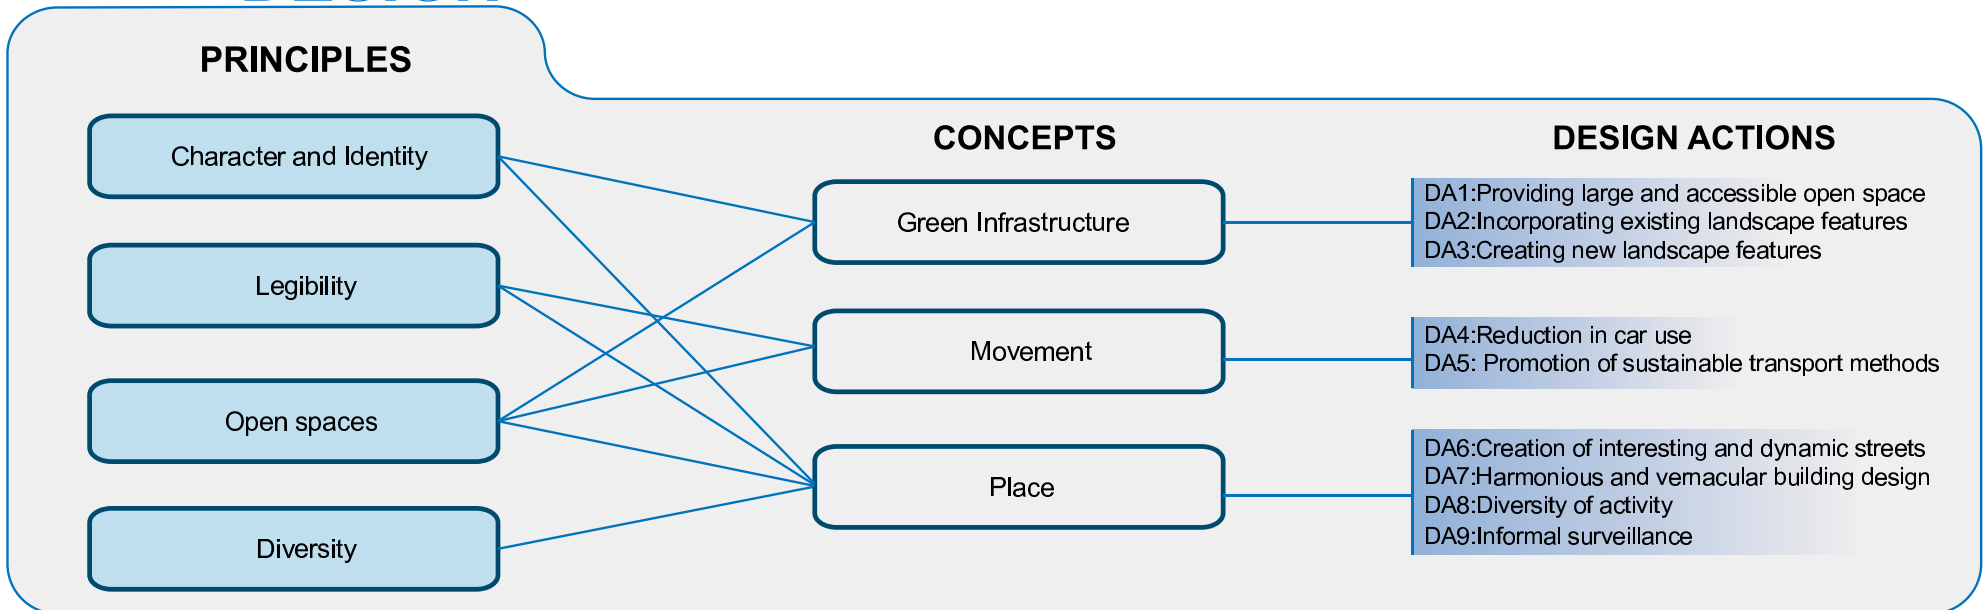 PRINCIPLES
Character and Identity
Legibility
Open spaces
Diversity
CONCEPTS
Green Infrastructure
Movement
Place
DESIGN ACTIONS
DA1:Providing large and accessible open space
DA2:Incorporating existing landscape features
DA3:Creating new landscape features
DA4:Reduction in car use
DA5: Promotion of sustainable transport methods
DA6:Creation of interesting and dynamic streets
DA7:Harmonious and vernacular building design
DA8:Diversity of activity
DA9:Informal surveillance